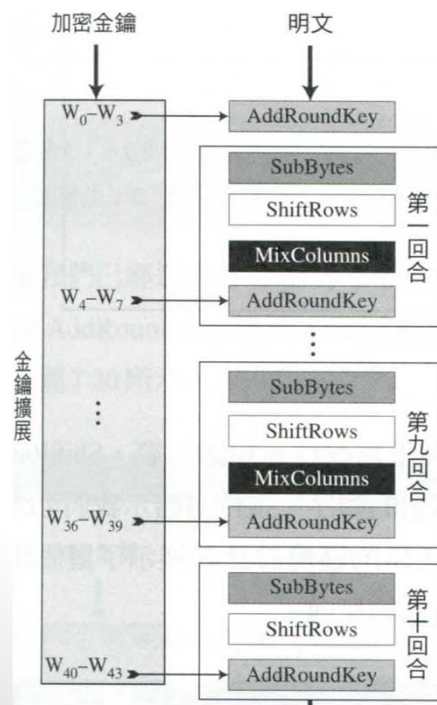 加密金鑰
明文
W0–W3
AddRoundKey
SubBytes
ShiftRows
MixColumns
W4–W7
AddRoundKey
第一回合
金鑰擴展
SubBytes
ShiftRows
MixColumns
W36–W39
AddRoundKey
第九回合
SubBytes
ShiftRows
W40–W43
AddRoundKey
第十回合